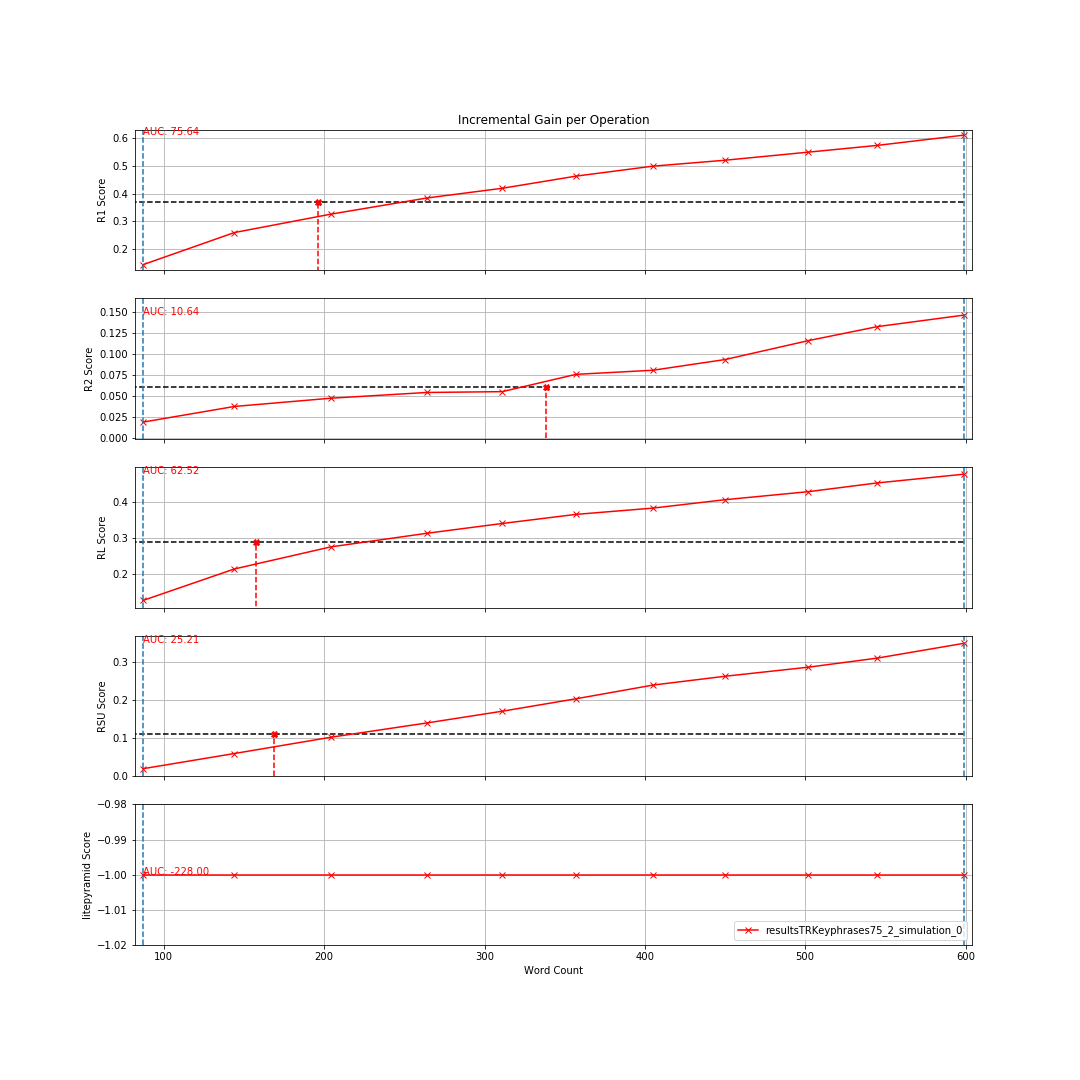 Incremental Gain per Operation
AUC: 75.64
0.6
0.5
0.4
0.3
0.2
R1 Score
AUC: 10.64
0.150
0.125
0.100
0.075
0.050
0.025
0.000
R2 Score
AUC: 62.52
0.4
0.3
0.2
RL Score
AUC: 25.21
0.3
0.2
0.1
0.0
RSU Score
−0.98
−0.99
−1.00
−1.01
−1.02
litepyramid Score
AUC: -228.00
resultsTRKeyphrases75_2_simulation_0
100 200 300 400 500 600
Word Count